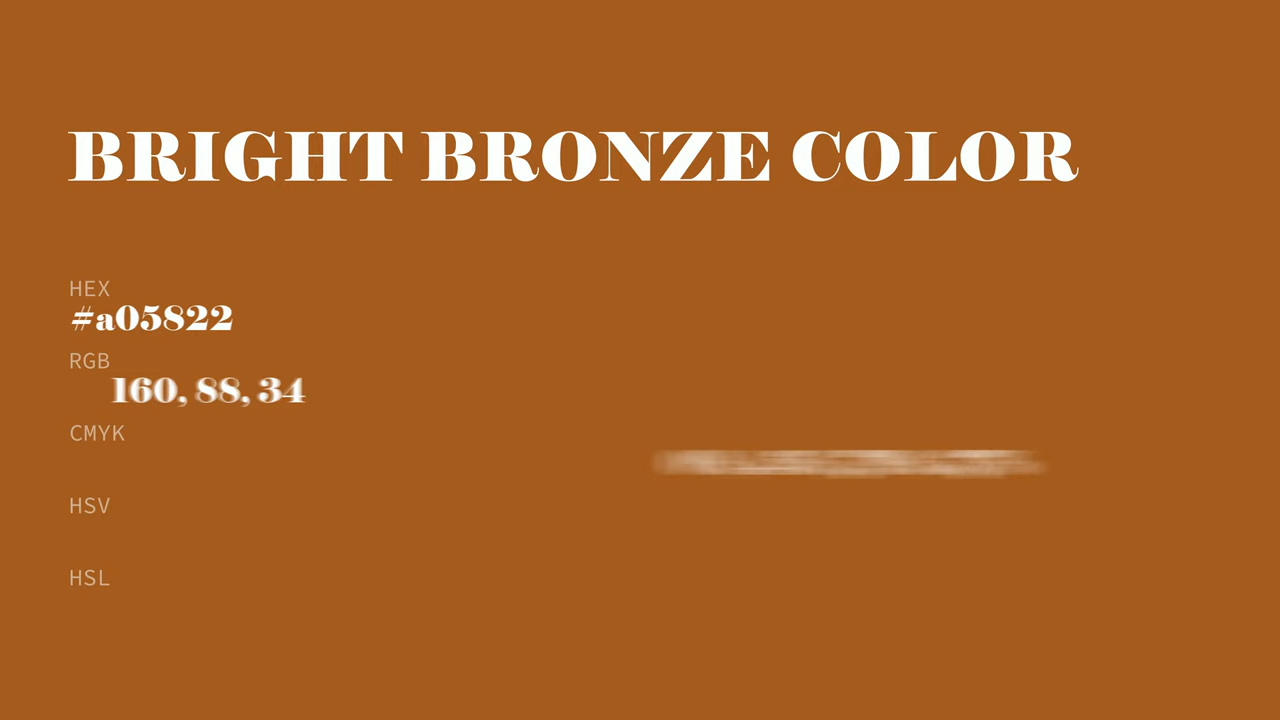 BRIGHT BRONZE COLOR
HEX
#a05822
RGB
160, 88, 34
CMYK
HSV
HSL